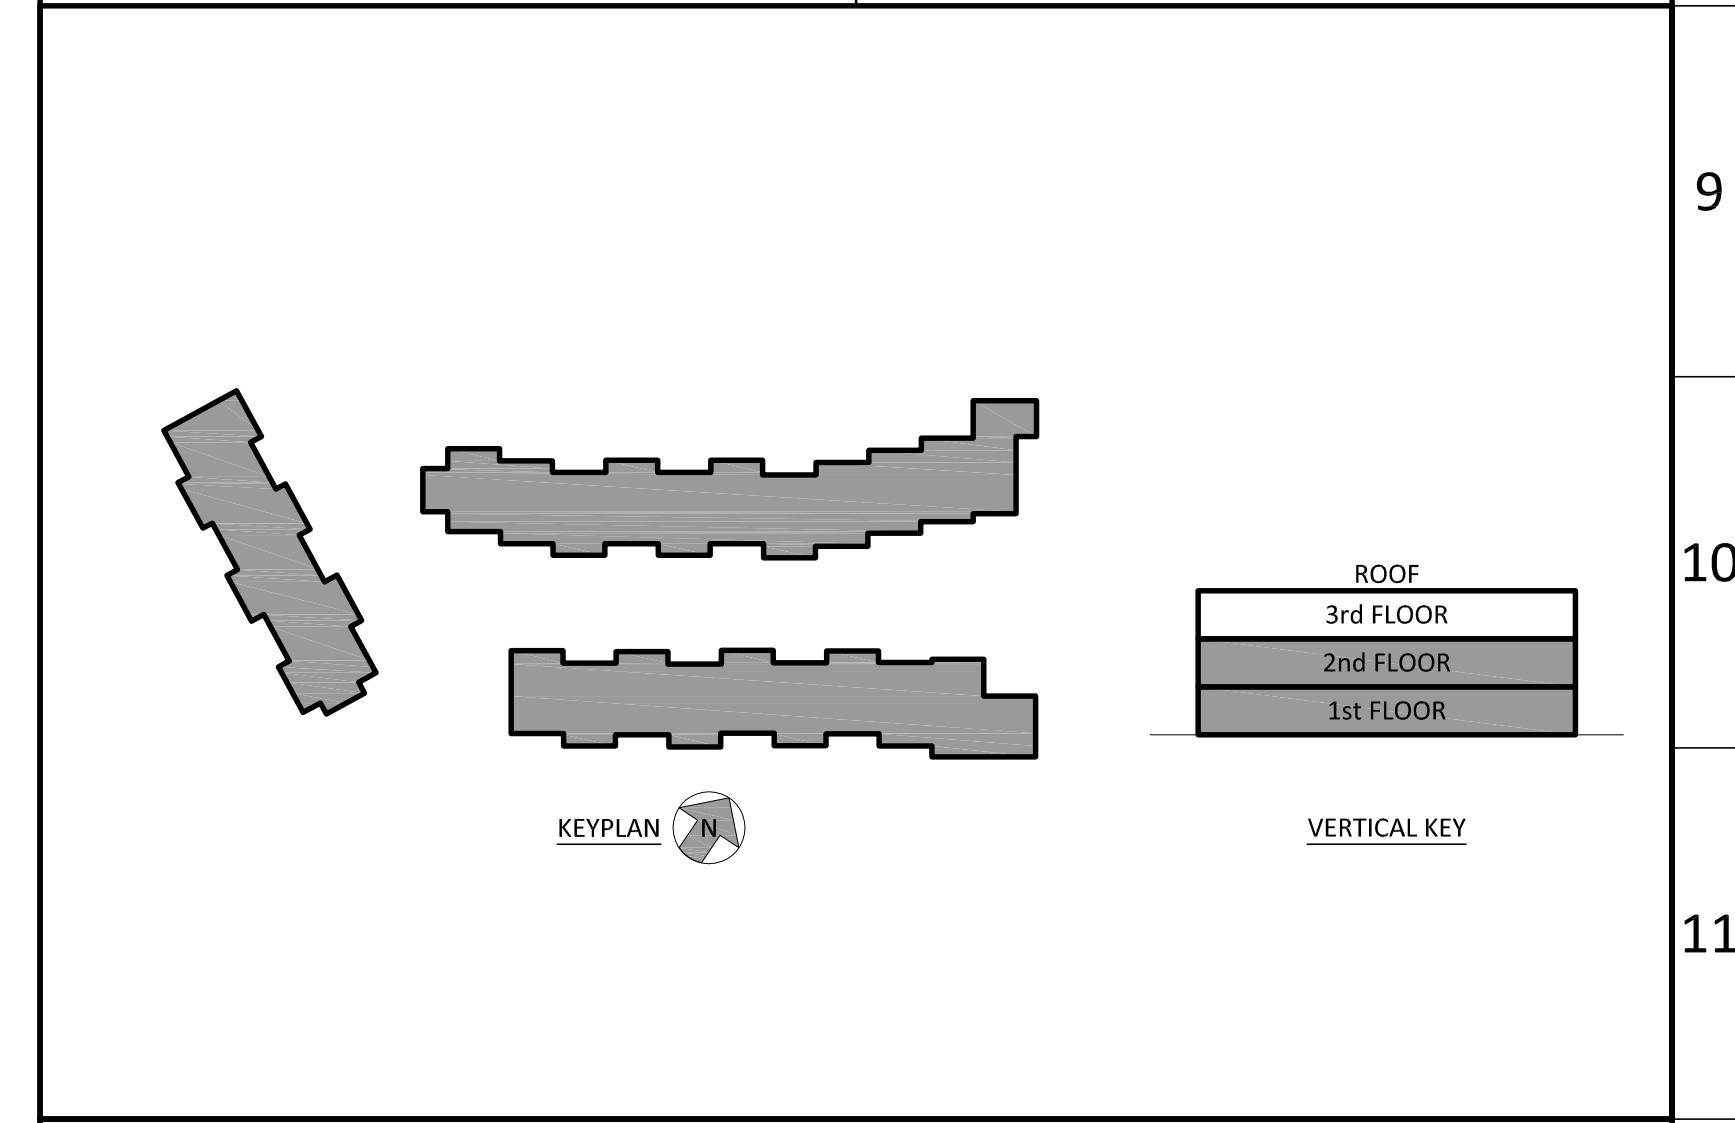 9
10
ROOF
3rd FLOOR
2nd FLOOR
1st FLOOR
KEYPLAN
N
VERTICAL KEY
11